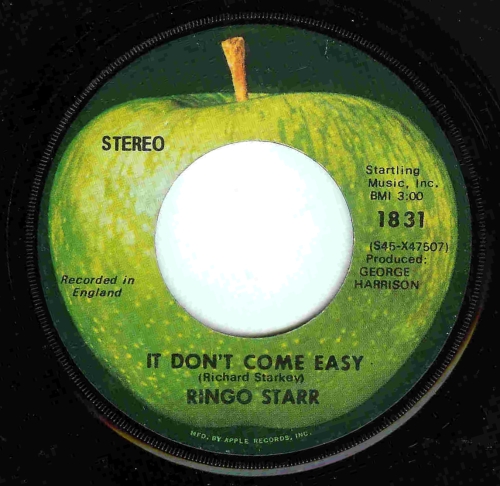 STEREO
Startling
Music, Inc.
BMI 3:00
1831
(S45-X47507)
Produced:
GEORGE
HARRISON
Recorded in
England
IT DON'T COME EASY
(Richard Starkey)
RINGO STARR
MFD. BY APPLE RECORDS, INC.